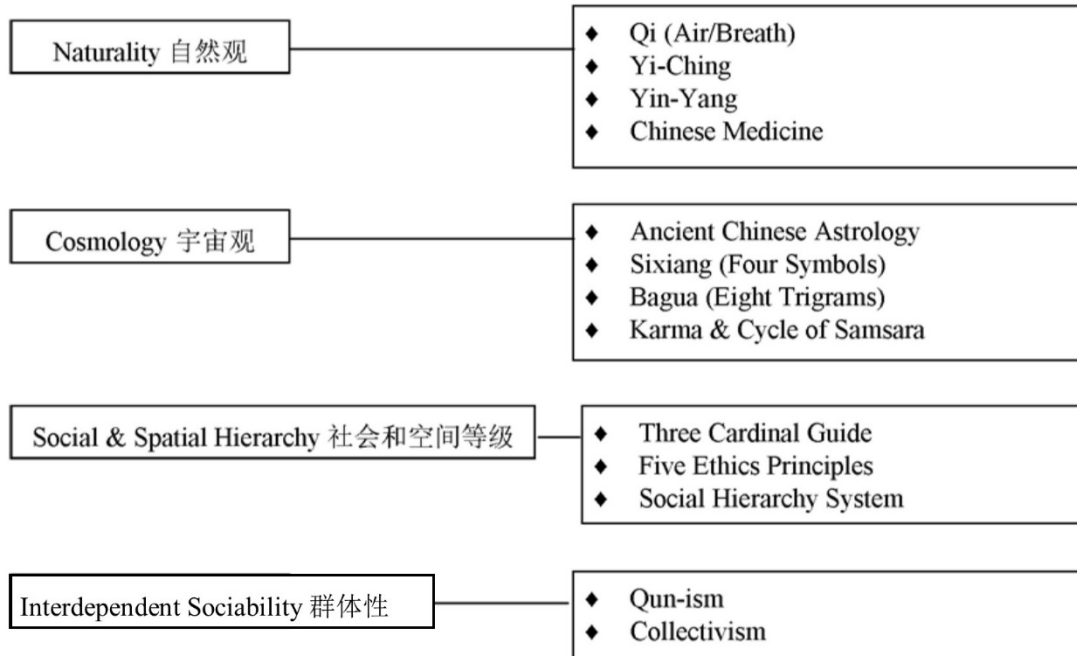 Naturality 自然观
◆ Qi (Air/Breath)
◆ Yi-Ching
◆ Yin-Yang
◆ Chinese Medicine
Cosmology 宇宙观
◆ Ancient Chinese Astrology
◆ Sixiang (Four Symbols)
◆ Bagua (Eight Trigrams)
◆ Karma & Cycle of Samsara
Social & Spatial Hierarchy 社会和空间等级
◆ Three Cardinal Guide
◆ Five Ethics Principles
◆ Social Hierarchy System
Interdependent Sociability 群体性
◆ Qun-ism
◆ Collectivism